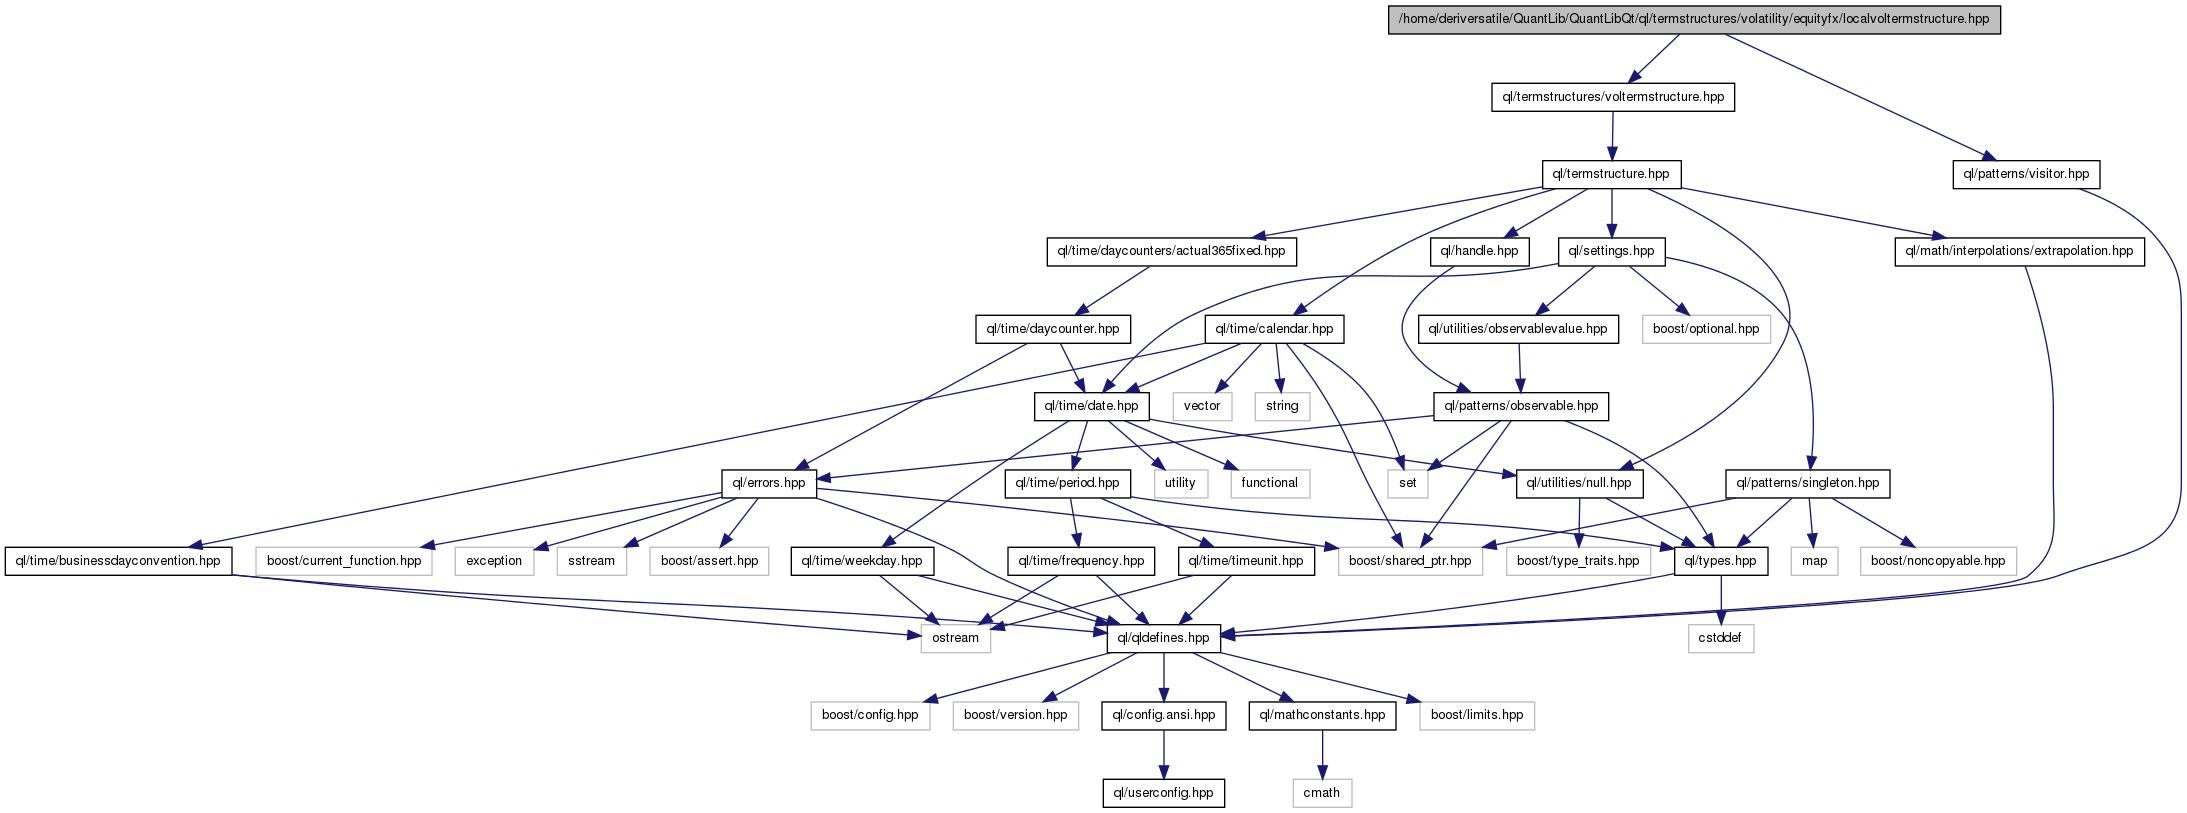 /home/deriversatile/QuantLib/QuantLibQt/ql/termstructures/volatility/equityfx/localvoltermstructure.hpp
ql/termstructures/voltermstructure.hpp
ql/termstructure.hpp
ql/patterns/visitor.hpp
ql/time/daycounters/actual365fixed.hpp
ql/handle.hpp
ql/settings.hpp
ql/math/interpolations/extrapolation.hpp
ql/time/daycounter.hpp
ql/time/calendar.hpp
ql/utilities/observablevalue.hpp
boost/optional.hpp
ql/time/date.hpp
vector
string
ql/patterns/observable.hpp
ql/errors.hpp
ql/time/period.hpp
utility
functional
set
ql/utilities/null.hpp
ql/patterns/singleton.hpp
ql/time/businessdayconvention.hpp
boost/current_function.hpp
exception
sstream
boost/assert.hpp
ql/time/weekday.hpp
ql/time/frequency.hpp
ql/time/timeunit.hpp
boost/shared_ptr.hpp
boost/type_traits.hpp
ql/types.hpp
map
boost/noncopyable.hpp
ostream
ql/qldefines.hpp
cstddef
boost/config.hpp
boost/version.hpp
ql/config.ansi.hpp
ql/mathconstants.hpp
boost/limits.hpp
ql/userconfig.hpp
cmath